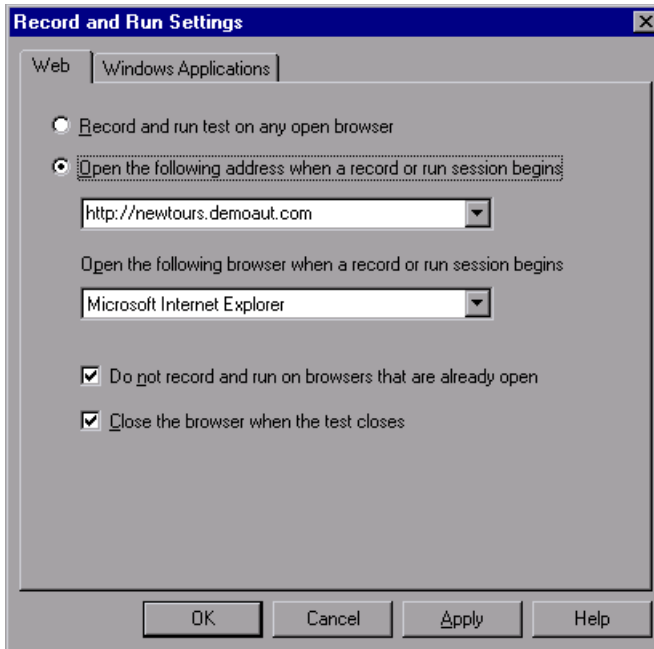 Record and Run Settings
Web
Windows Applications
Record and run test on any open browser
Open the following address when a record or run session begins
http://newtours.demoaut.com
Open the following browser when a record or run session begins
Microsoft Internet Explorer
Do not record and run on browsers that are already open
Close the browser when the test closes
OK
Cancel
Apply
Help